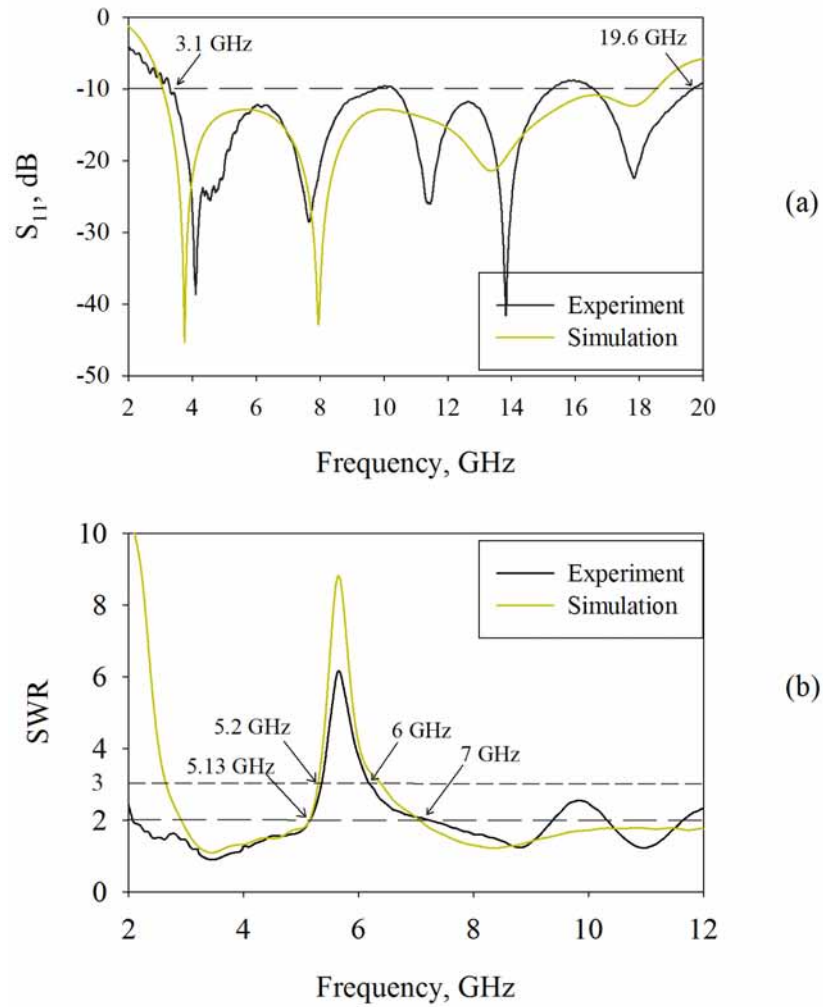 0
-10
-20
-30
-40
-50
S11, dB
3.1 GHz
19.6 GHz
Experiment
Simulation
2 4 6 8 10 12 14 16 18 20
Frequency, GHz
(a)
10
8
6
4
3
2
0
SWR
5.2 GHz
5.13 GHz
6 GHz
7 GHz
Experiment
Simulation
2 4 6 8 10 12
Frequency, GHz
(b)